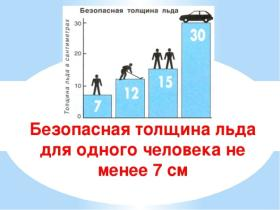 Безопасная толщина льда
Толщина льда в сантиметрах
30
20
10
0
7
12
15
30
Безопасная толщина льда
для одного человека не
менее 7 см